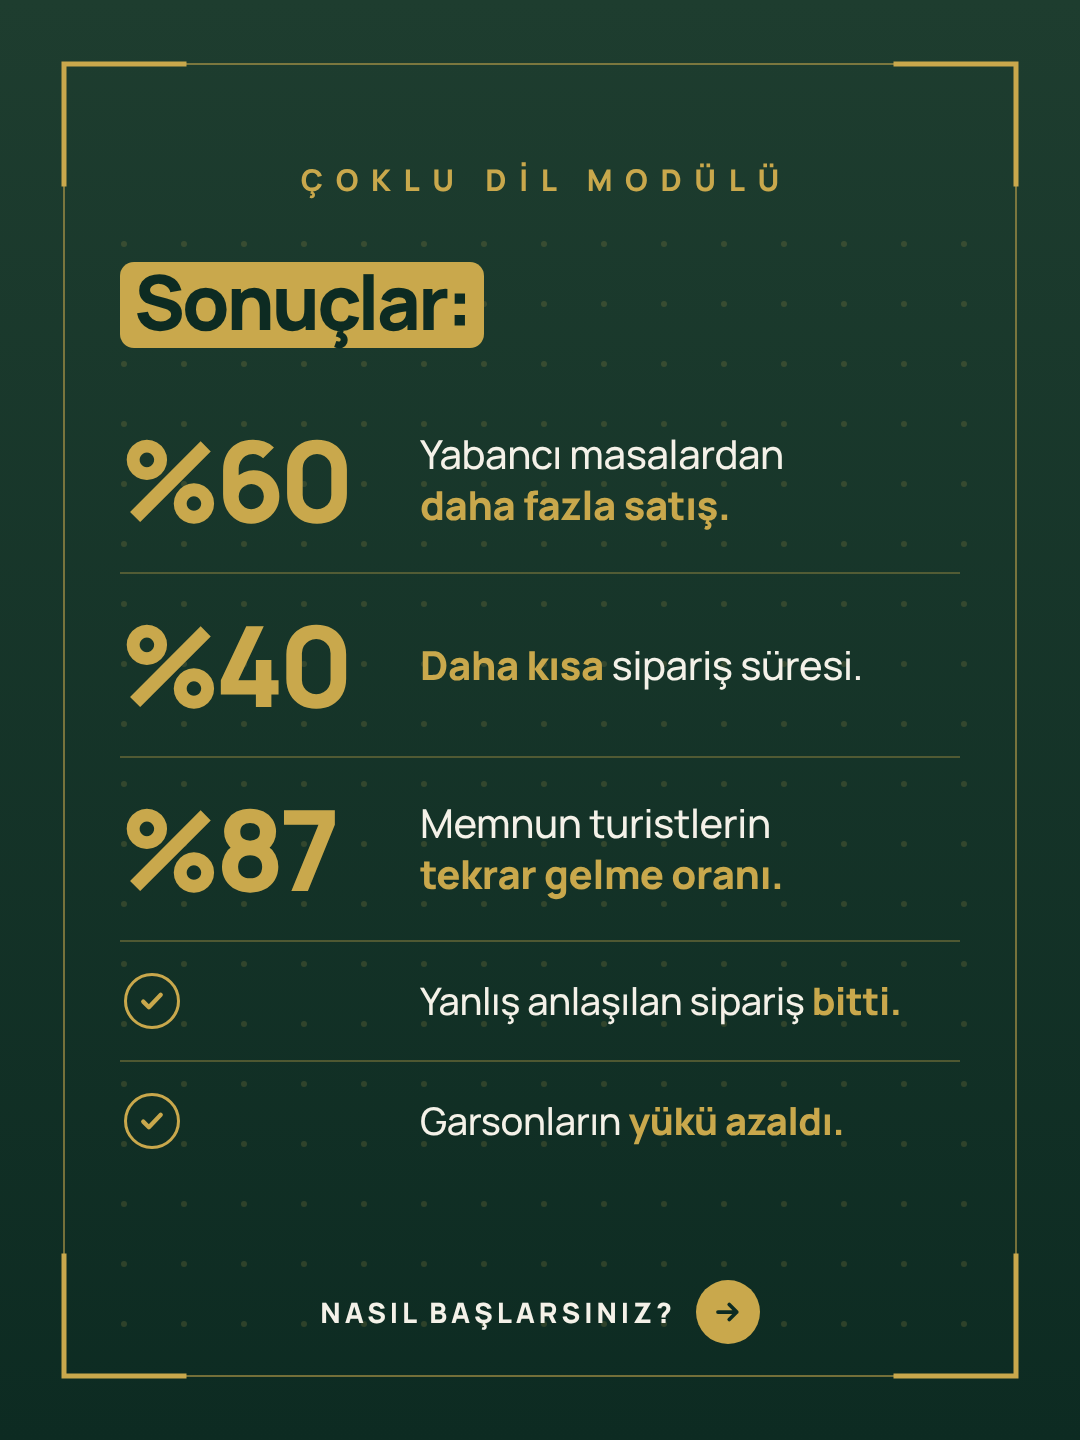 ÇOKLU DİL MODÜLÜ
Sonuçlar:
%60
Yabancı masalardan
daha fazla satış.
%40
Daha kısa sipariş süresi.
%87
Memnun turistlerin
tekrar gelme oranı.
Yanlış anlaşılan sipariş bitti.
Garsonların yükü azaldı.
NASIL BAŞLARSINIZ?